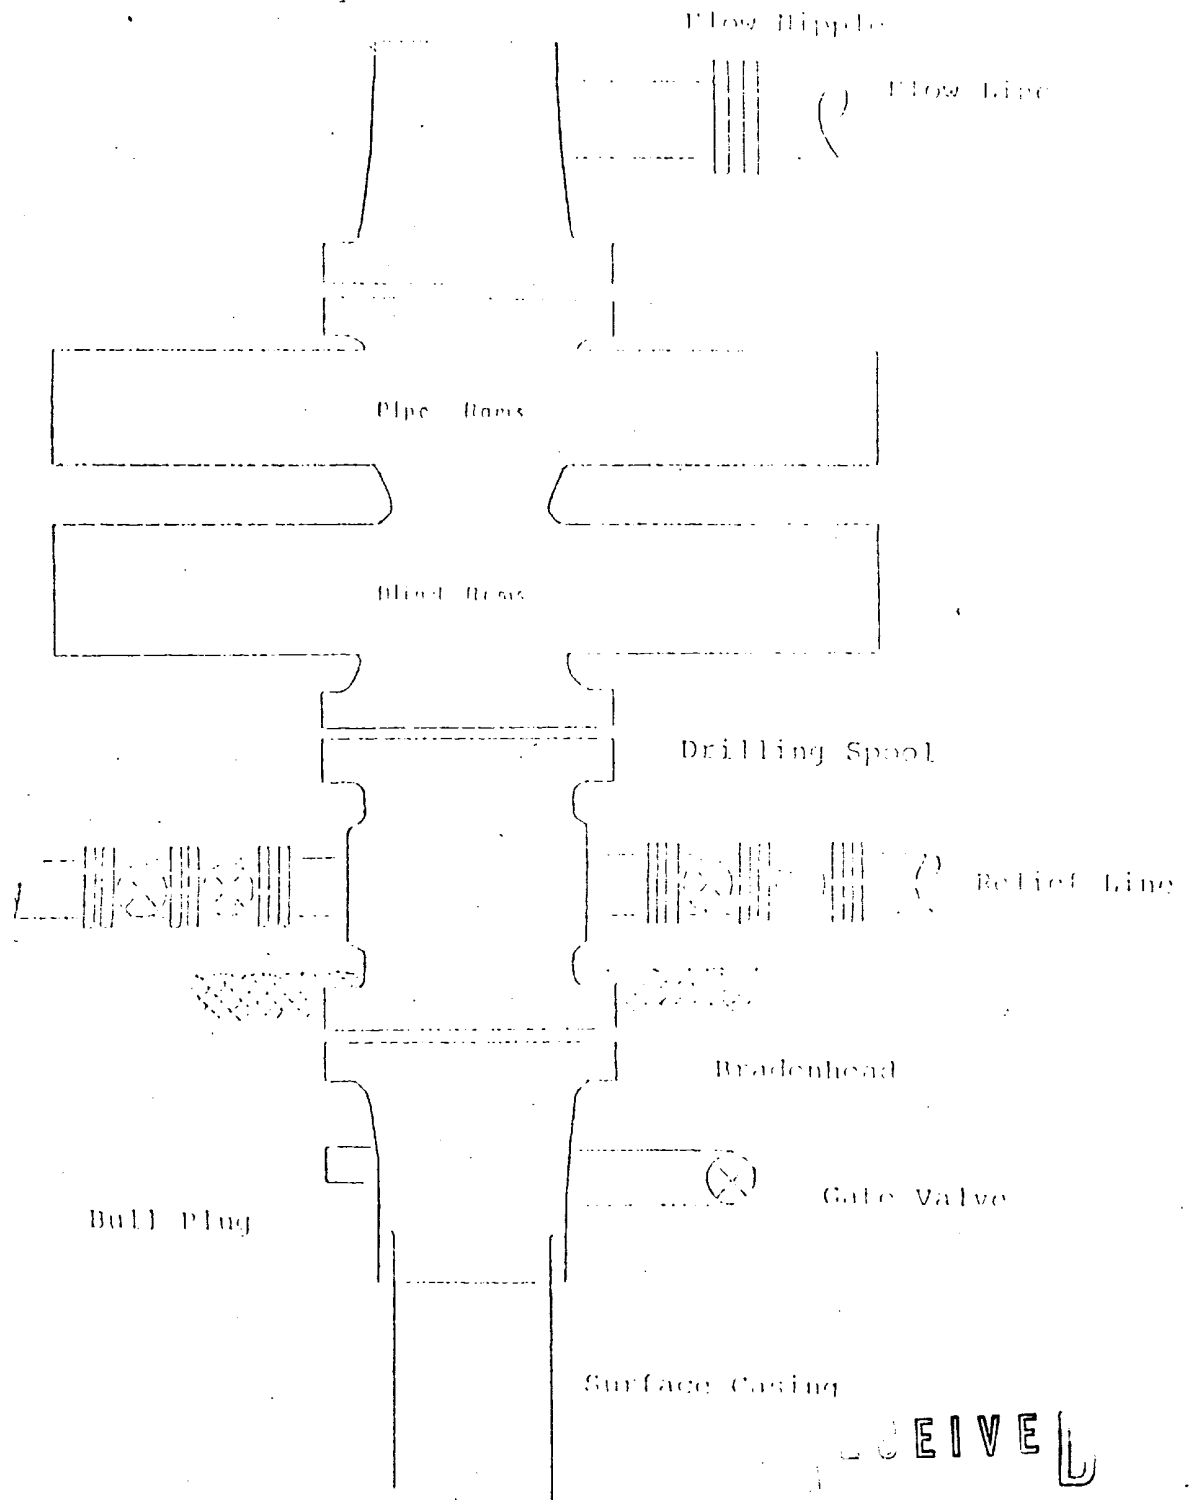 Flow Nipple
Flow Line
Pipe Rams
Blind Rams
Drilling Spool
Relief Line
Bradenhead
Gate Valve
Bull Plug
Surface Casing
CEIVED